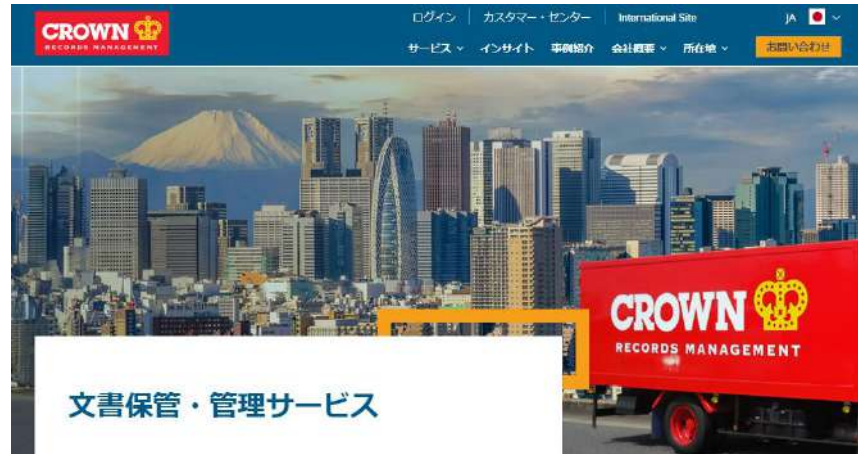 CROWN
RECORDS MANAGEMENT
ログイン カスタマー・センター International Site JA
サービス インサイト 事例紹介 会社概要 所在地 お問い合わせ
CROWN
RECORDS MANAGEMENT
文書保管・管理サービス